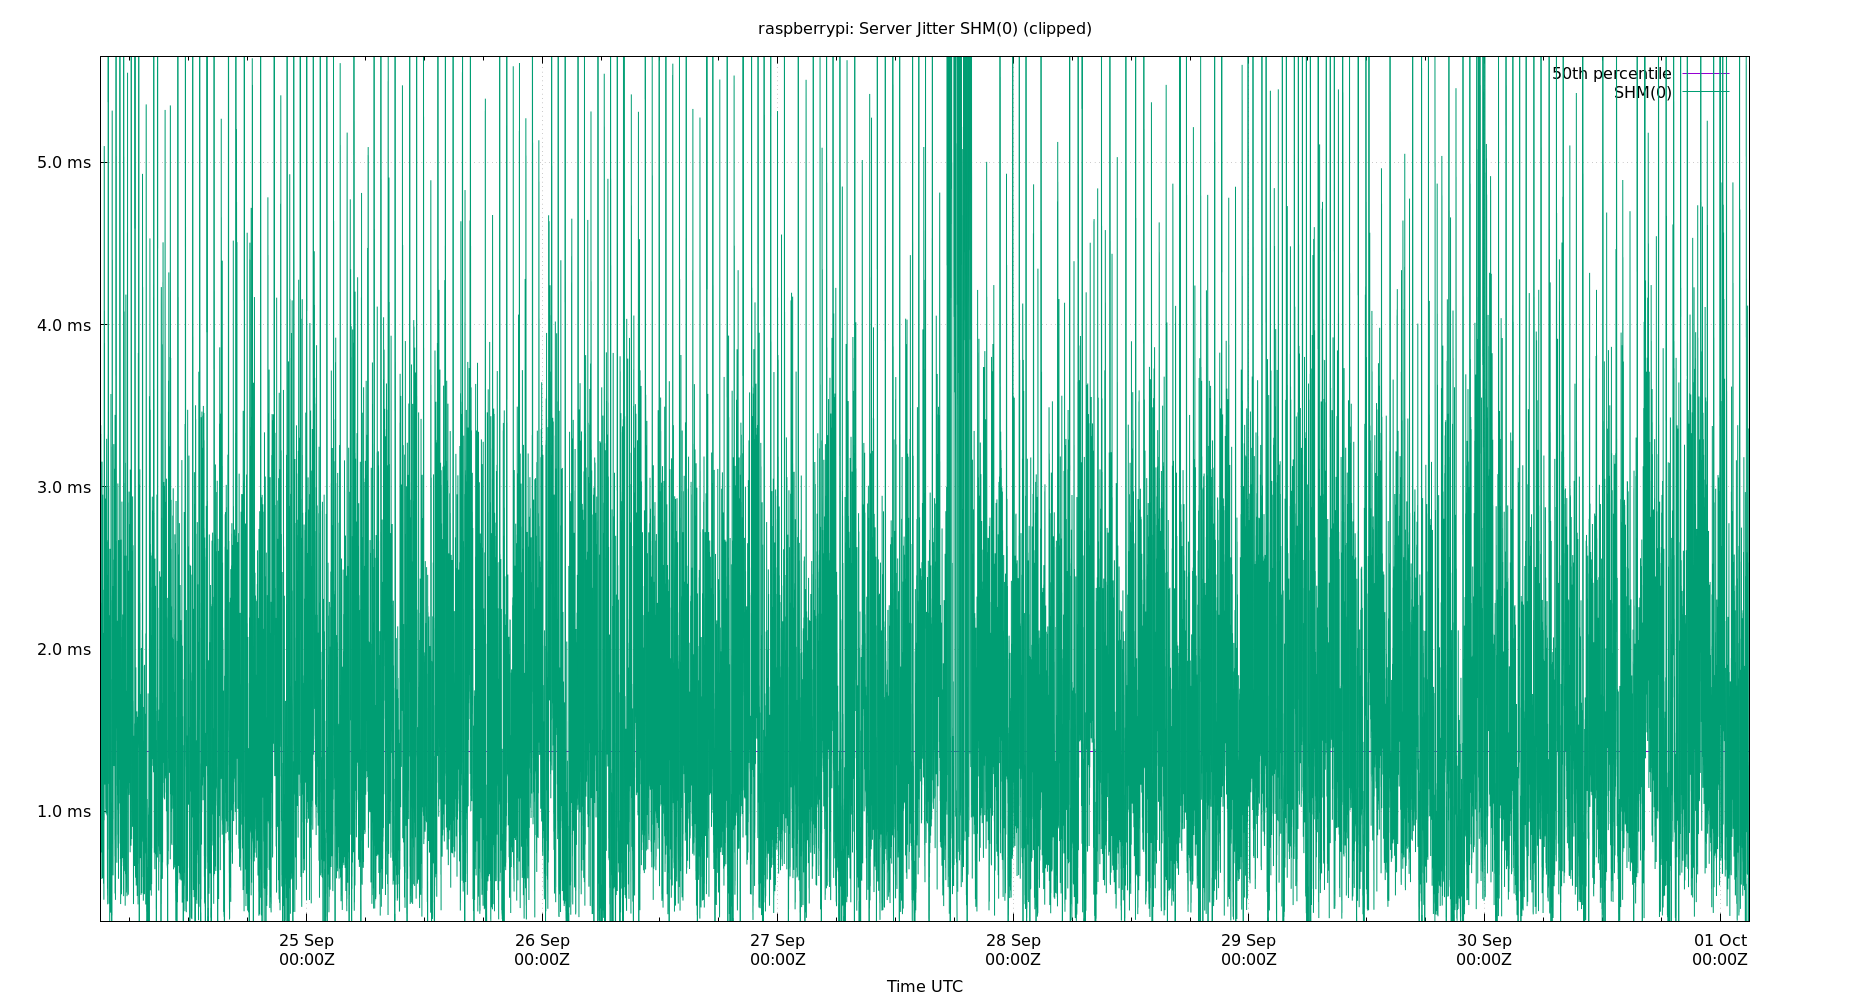 raspberrypi: Server Jitter SHM(0) (clipped)
50th percentile
SHM(0)
5.0 ms
4.0 ms
3.0 ms
2.0 ms
1.0 ms
25 Sep 26 Sep 27 Sep 28 Sep 29 Sep 30 Sep 01 Oct
00:00Z 00:00Z 00:00Z 00:00Z 00:00Z 00:00Z 00:00Z
Time UTC